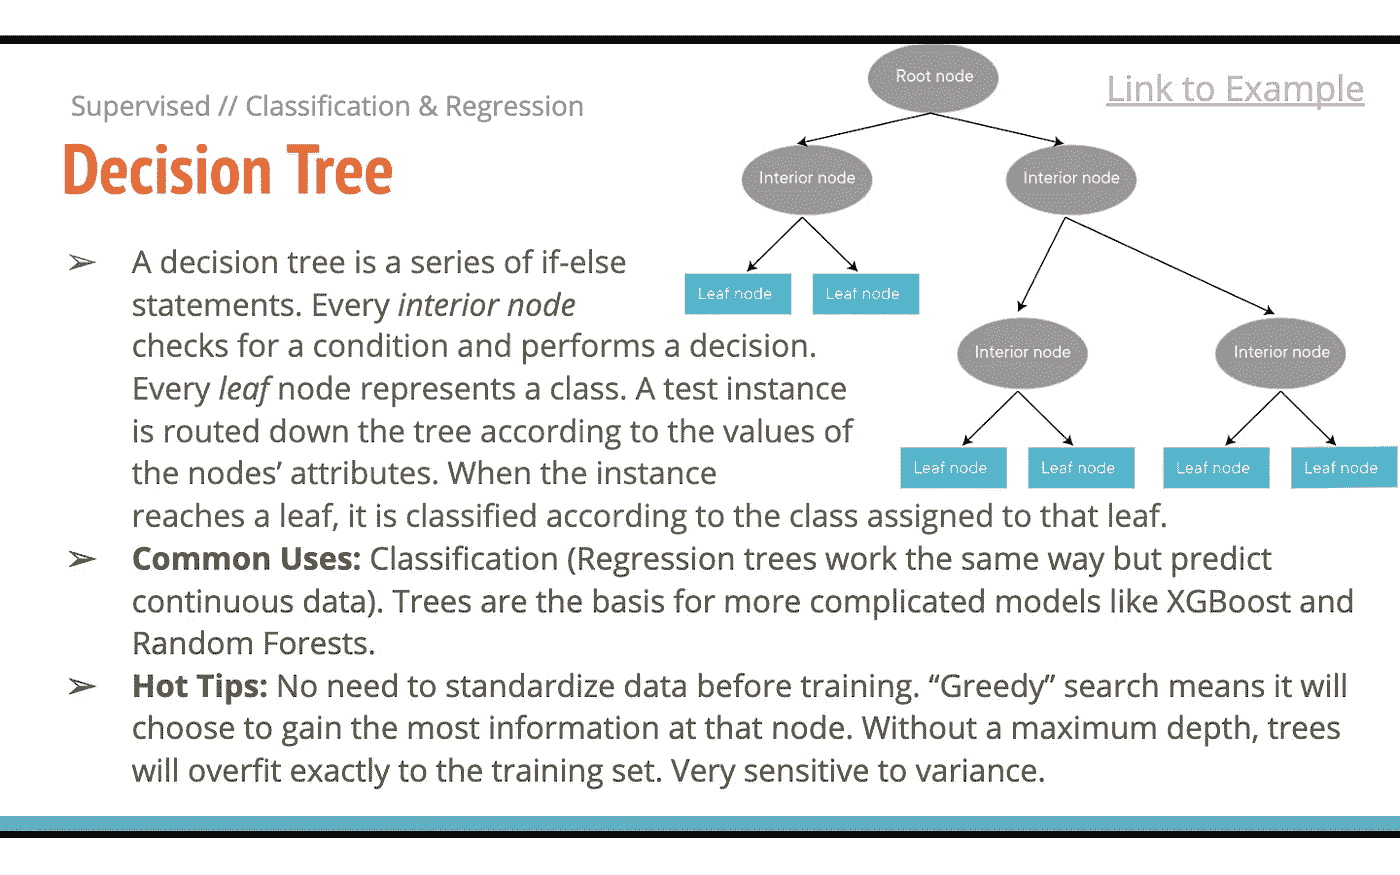 Root node
Link to Example
Supervised // Classification & Regression
Decision Tree
Interior node
Interior node
➢ A decision tree is a series of if-else
statements. Every interior node
checks for a condition and performs a decision.
Every leaf node represents a class. A test instance
is routed down the tree according to the values of
the nodes’ attributes. When the instance
reaches a leaf, it is classified according to the class assigned to that leaf.
Leaf node
Leaf node
Interior node
Interior node
Leaf node
Leaf node
Leaf node
Leaf node
➢ Common Uses: Classification (Regression trees work the same way but predict
continuous data). Trees are the basis for more complicated models like XGBoost and
Random Forests.
➢ Hot Tips: No need to standardize data before training. “Greedy” search means it will
choose to gain the most information at that node. Without a maximum depth, trees
will overfit exactly to the training set. Very sensitive to variance.